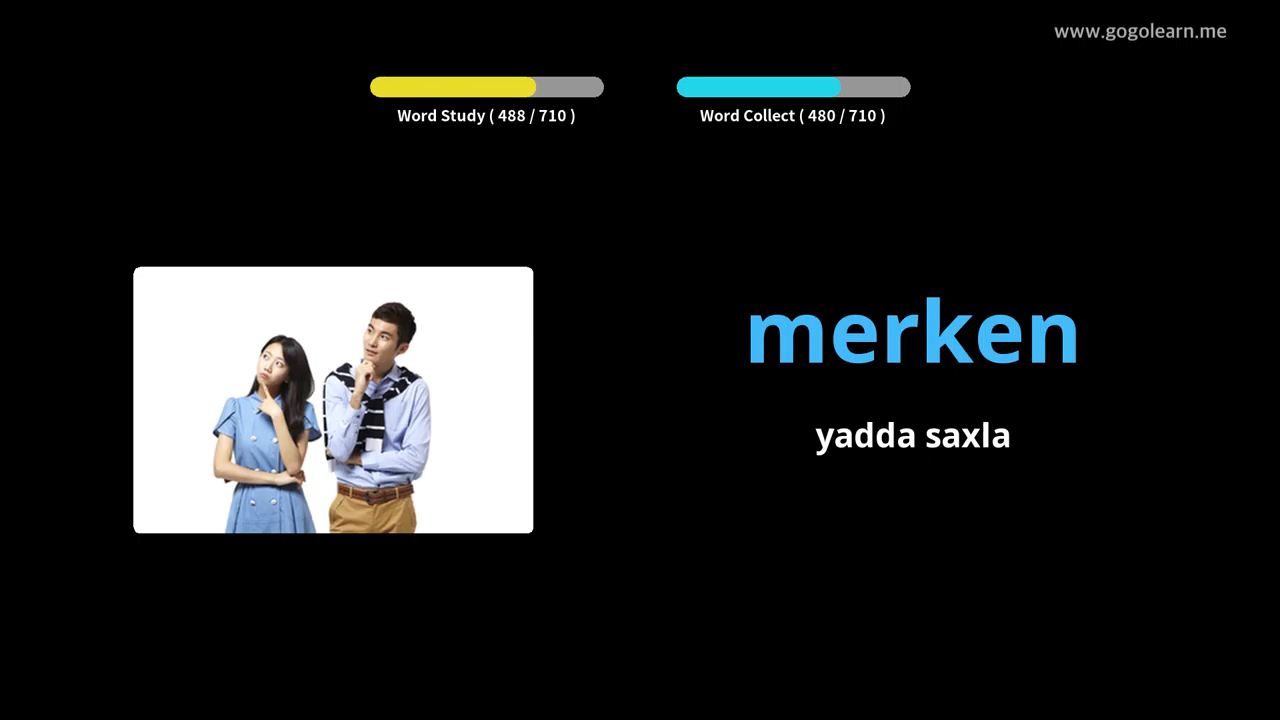 www.gogolearn.me
Word Study ( 488 / 710 )
Word Collect ( 480 / 710 )
merken
yadda saxla